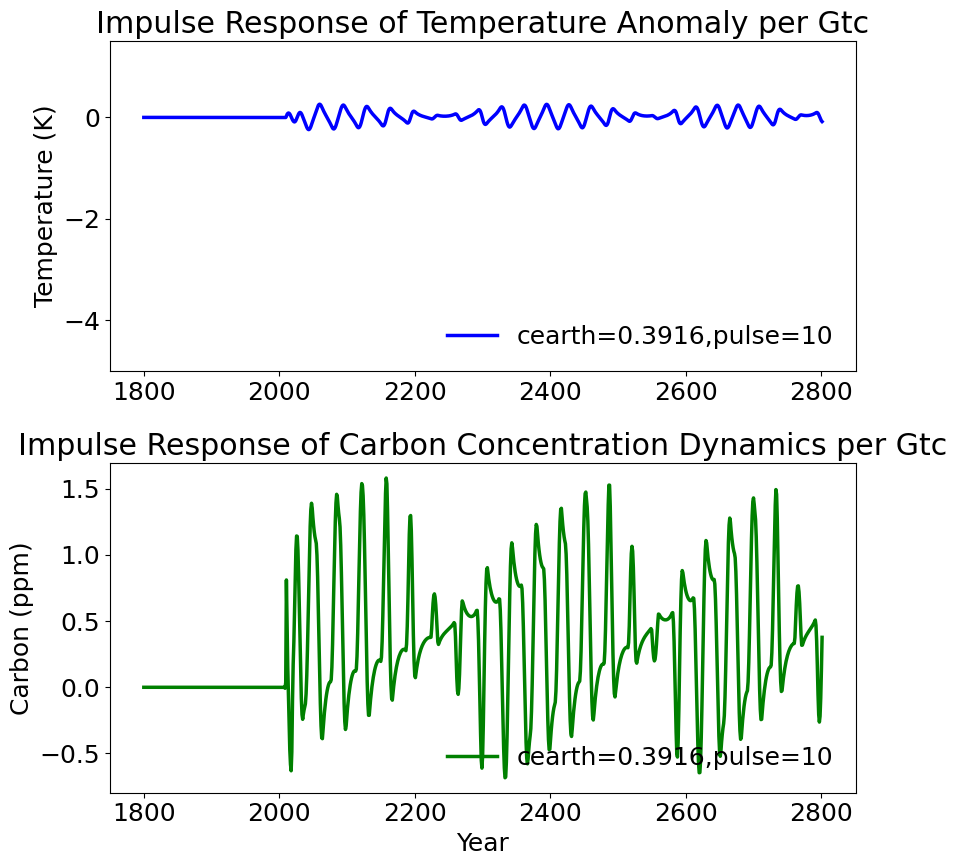 Impulse Response of Temperature Anomaly per Gtc
Temperature (K)
0
−2
−4
cearth=0.3916,pulse=10
1800 2000 2200 2400 2600 2800
Impulse Response of Carbon Concentration Dynamics per Gtc
Carbon (ppm)
1.5
1.0
0.5
0.0
−0.5
cearth=0.3916,pulse=10
1800 2000 2200 2400 2600 2800
Year